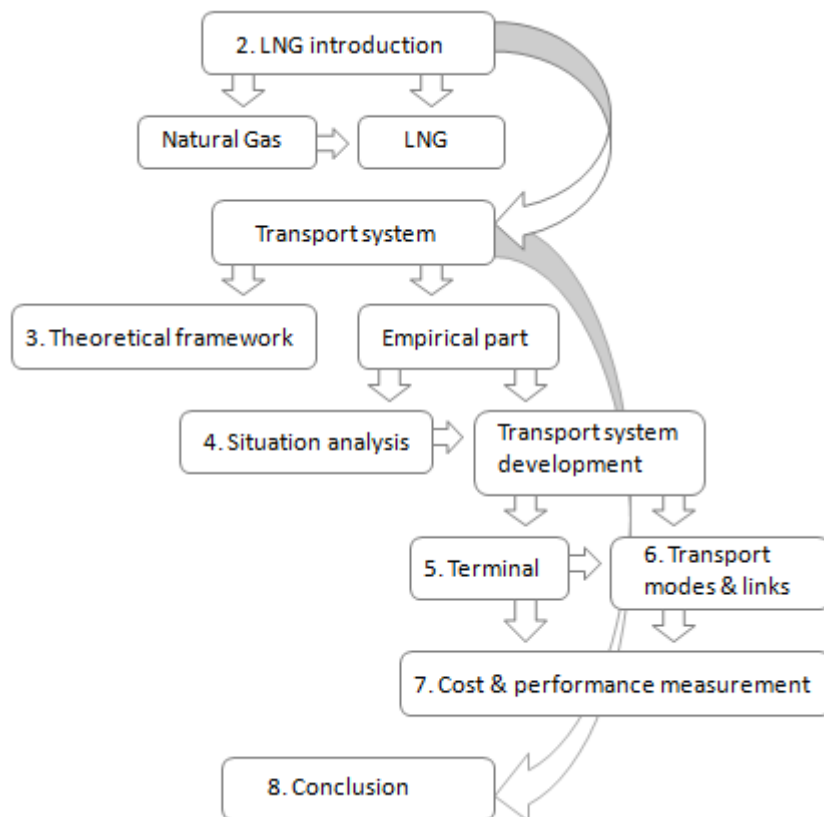 2. LNG introduction
Natural Gas
LNG
Transport system
3. Theoretical framework
Empirical part
4. Situation analysis
Transport system
development
5. Terminal
6. Transport
modes & links
7. Cost & performance measurement
8. Conclusion